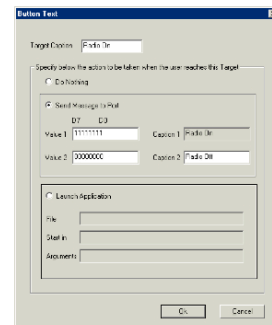 Button Text
Target Caption Radio On
Specify below the action to be taken when the user reaches this Target
Do Nothing
Send Message to Port
D7 D0
Value 1 11111111 Caption 1 Radio On
Value 2 00000000 Caption 2 Radio Off
Launch Application
File
Start in
Arguments
Ok Cancel